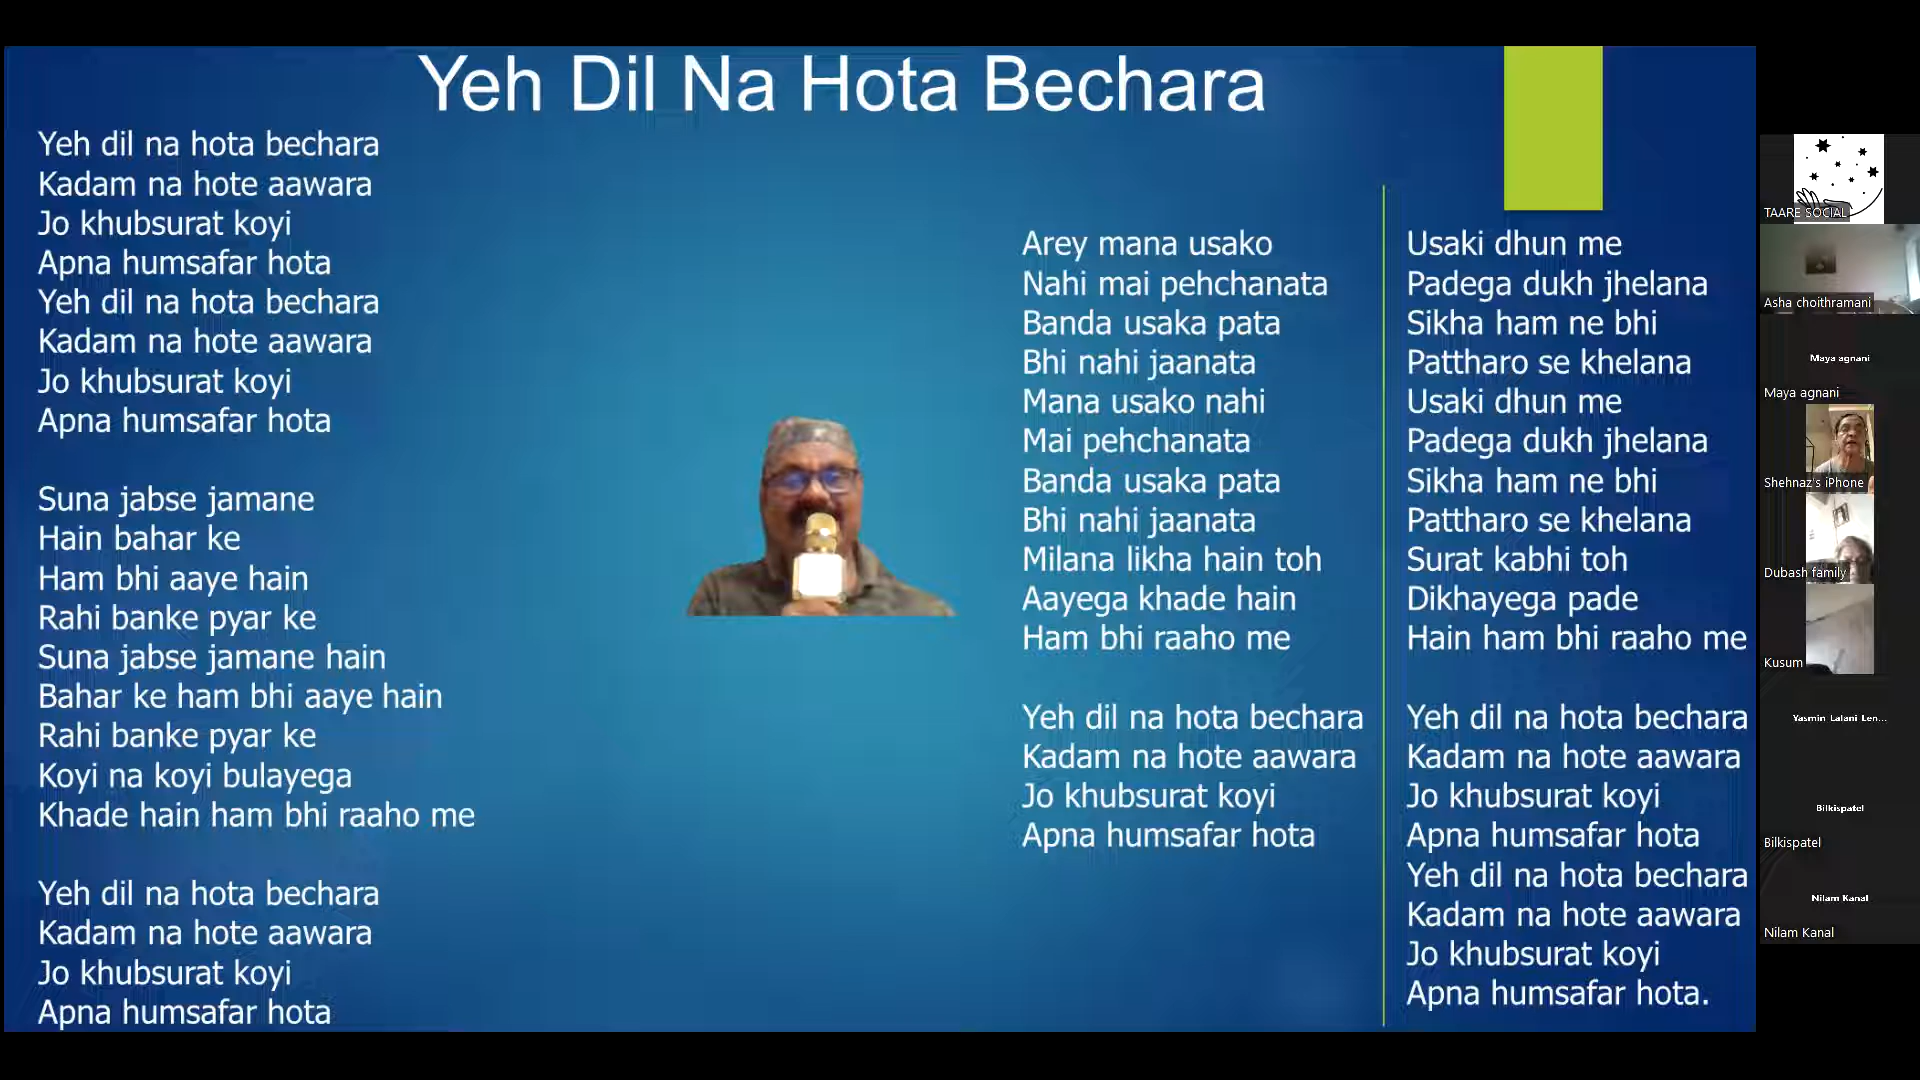 Yeh Dil Na Hota Bechara
Yeh dil na hota bechara
Kadam na hote aawara
Jo khubsurat koyi
Apna humsafar hota
Yeh dil na hota bechara
Kadam na hote aawara
Jo khubsurat koyi
Apna humsafar hota
Suna jabse jamane
Hain bahar ke
Ham bhi aaye hain
Rahi banke pyar ke
Suna jabse jamane hain
Bahar ke ham bhi aaye hain
Rahi banke pyar ke
Koyi na koyi bulayega
Khade hain ham bhi raaho me
Yeh dil na hota bechara
Kadam na hote aawara
Jo khubsurat koyi
Apna humsafar hota
Arey mana usako
Nahi mai pehchanata
Banda usaka pata
Bhi nahi jaanata
Mana usako nahi
Mai pehchanata
Banda usaka pata
Bhi nahi jaanata
Milana likha hain toh
Aayega khade hain
Ham bhi raaho me
Yeh dil na hota bechara
Kadam na hote aawara
Jo khubsurat koyi
Apna humsafar hota
Usaki dhun me
Padega dukh jhelana
Sikha ham ne bhi
Pattharo se khelana
Usaki dhun me
Padega dukh jhelana
Sikha ham ne bhi
Pattharo se khelana
Surat kabhi toh
Dikhayega pade
Hain ham bhi raaho me
Yeh dil na hota bechara
Kadam na hote aawara
Jo khubsurat koyi
Apna humsafar hota
Yeh dil na hota bechara
Kadam na hote aawara
Jo khubsurat koyi
Apna humsafar hota.
TAARE SOCIAL
Asha choithramani
Maya agnani
Maya agnani
Shehnaz's iPhone
Dubash family
Kusum
Yasmin Lalani Len...
Bilkispatel
Bilkispatel
Nilam Kanal
Nilam Kanal